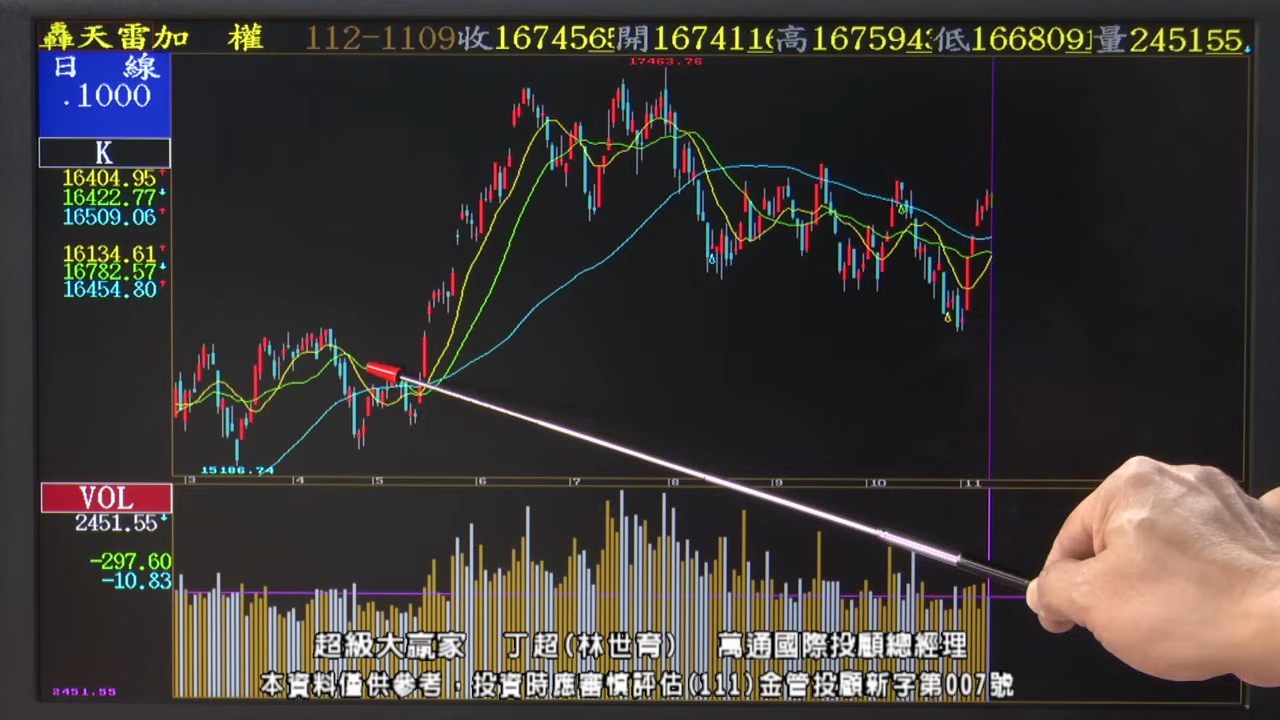 轟天雷加 權 112-1109收1674565開16741116高1675943低1668091量245155
日 線
.1000
17463.76
K
16404.95
16422.77
16509.06
16134.61
16782.57
16454.80
15186.74
3 4 5 6 7 8 9 10 11
VOL
2451.55
-297.60
-10.83
超級大贏家 丁超(林世育) 萬通國際投顧總經理
本資料僅供參考,投資時應審慎評估(111)金管投顧新字第007號
2451.55